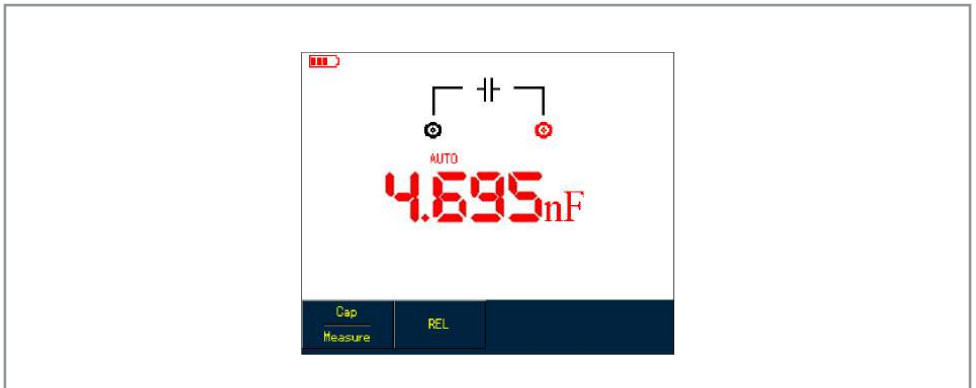 AUTO
4.695nF
Cap
Measure
REL